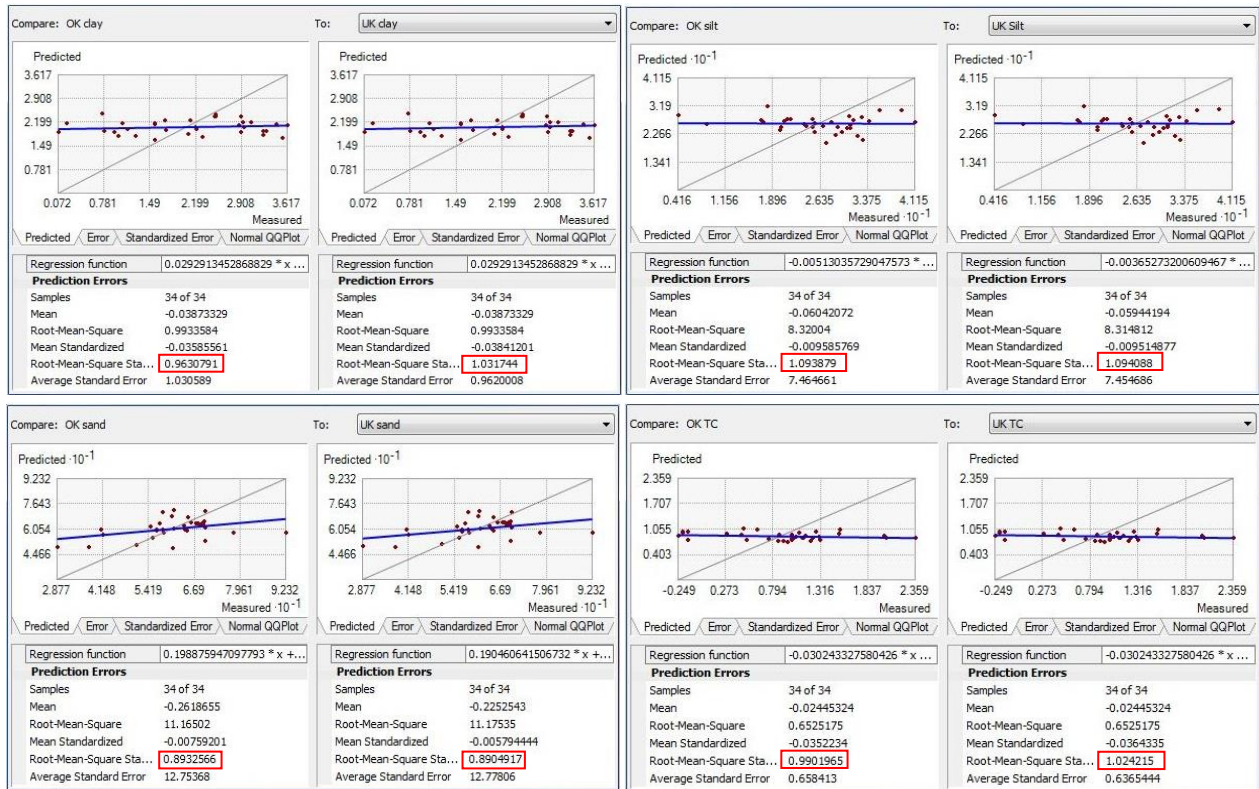 Compare: OK clay To: UK clay
Predicted Predicted
3.617 3.617
2.908 2.908
2.199 2.199
1.49 1.49
0.781 0.781
0.072 0.781 1.49 2.199 2.908 3.617 0.072 0.781 1.49 2.199 2.908 3.617
Measured Measured
Predicted Error Standardized Error Normal QQPlot Predicted Error Standardized Error Normal QQPlot
Regression function 0.0292913452868829 * x ... Regression function 0.0292913452868829 * x ...
Prediction Errors Prediction Errors
Samples 34 of 34 Samples 34 of 34
Mean -0.03873329 Mean -0.03873329
Root-Mean-Square 0.9933584 Root-Mean-Square 0.9933584
Mean Standardized -0.03585561 Mean Standardized -0.03841201
Root-Mean-Square Sta... 0.9630791 Root-Mean-Square Sta... 1.031744
Average Standard Error 1.030589 Average Standard Error 0.9620008
Compare: OK silt To: UK Silt
Predicted ·10⁻¹ Predicted ·10⁻¹
4.115 4.115
3.19 3.19
2.266 2.266
1.341 1.341
0.416 1.156 1.896 2.635 3.375 4.115 0.416 1.156 1.896 2.635 3.375 4.115
Measured ·10⁻¹ Measured ·10⁻¹
Predicted Error Standardized Error Normal QQPlot Predicted Error Standardized Error Normal QQPlot
Regression function -0.00513035729047573 * ... Regression function -0.00365273200609467 * ...
Prediction Errors Prediction Errors
Samples 34 of 34 Samples 34 of 34
Mean -0.06042072 Mean -0.05944194
Root-Mean-Square 8.32004 Root-Mean-Square 8.314812
Mean Standardized -0.009585769 Mean Standardized -0.009514877
Root-Mean-Square Sta... 1.093879 Root-Mean-Square Sta... 1.094088
Average Standard Error 7.464661 Average Standard Error 7.454686
Compare: OK sand To: UK sand
Predicted ·10⁻¹ Predicted ·10⁻¹
9.232 9.232
7.643 7.643
6.054 6.054
4.466 4.466
2.877 4.148 5.419 6.69 7.961 9.232 2.877 4.148 5.419 6.69 7.961 9.232
Measured ·10⁻¹ Measured ·10⁻¹
Predicted Error Standardized Error Normal QQPlot Predicted Error Standardized Error Normal QQPlot
Regression function 0.198875947097793 * x +... Regression function 0.190460641506732 * x +...
Prediction Errors Prediction Errors
Samples 34 of 34 Samples 34 of 34
Mean -0.2618655 Mean -0.2252543
Root-Mean-Square 11.16502 Root-Mean-Square 11.17535
Mean Standardized -0.00759201 Mean Standardized -0.005794444
Root-Mean-Square Sta... 0.8932566 Root-Mean-Square Sta... 0.8904917
Average Standard Error 12.75368 Average Standard Error 12.77806
Compare: OK TC To: UK TC
Predicted Predicted
2.359 2.359
1.707 1.707
1.055 1.055
0.403 0.403
-0.249 0.273 0.794 1.316 1.837 2.359 -0.249 0.273 0.794 1.316 1.837 2.359
Measured Measured
Predicted Error Standardized Error Normal QQPlot Predicted Error Standardized Error Normal QQPlot
Regression function -0.030243327580426 * x ... Regression function -0.030243327580426 * x ...
Prediction Errors Prediction Errors
Samples 34 of 34 Samples 34 of 34
Mean -0.02445324 Mean -0.02445324
Root-Mean-Square 0.6525175 Root-Mean-Square 0.6525175
Mean Standardized -0.0352234 Mean Standardized -0.0364335
Root-Mean-Square Sta... 0.9901965 Root-Mean-Square Sta... 1.024215
Average Standard Error 0.658413 Average Standard Error 0.6365444